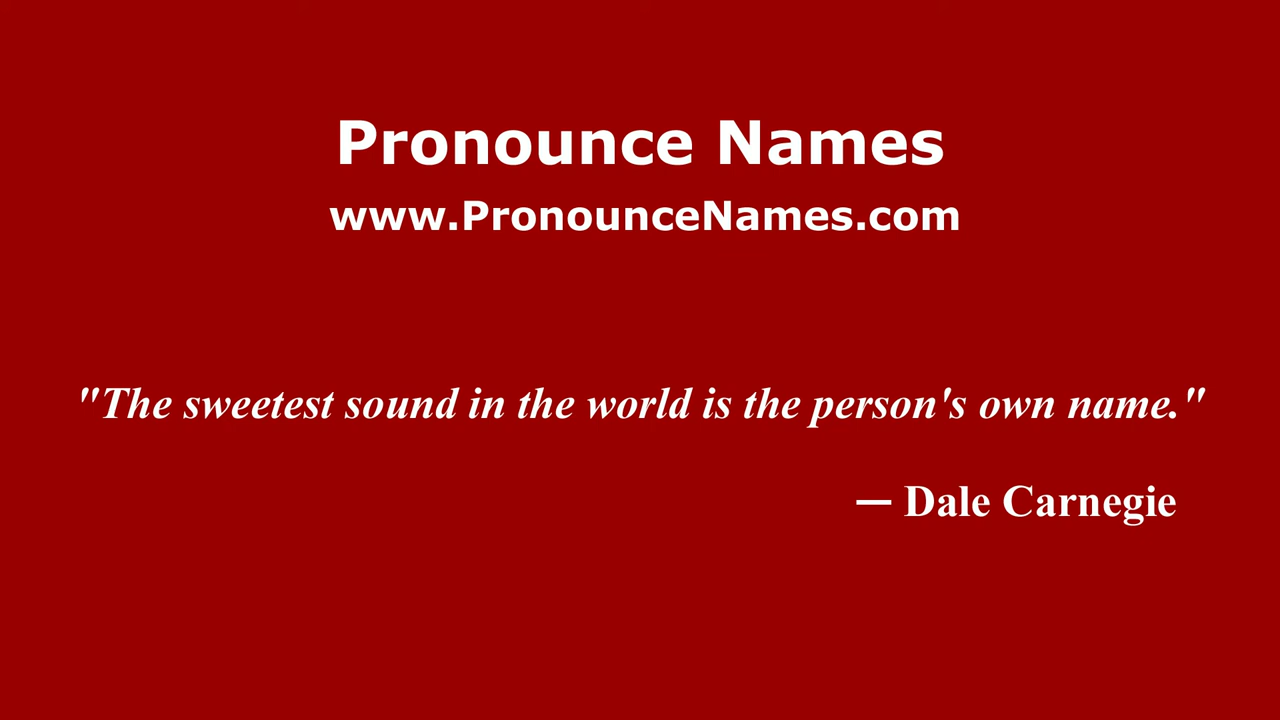 Pronounce Names
www.PronounceNames.com
"The sweetest sound in the world is the person's own name."
— Dale Carnegie